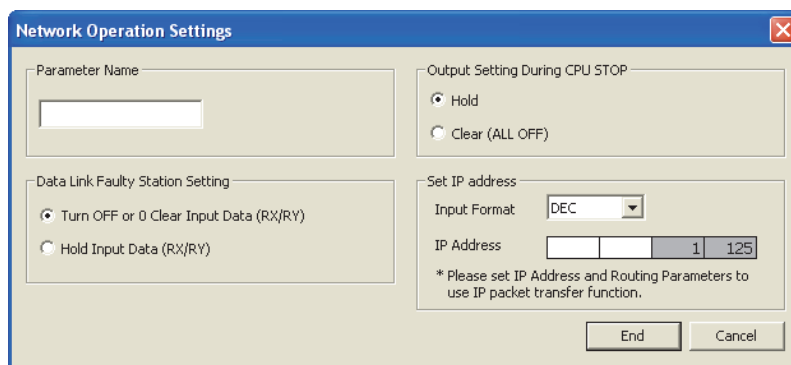 Network Operation Settings
Parameter Name
Data Link Faulty Station Setting
Turn OFF or 0 Clear Input Data (RX/RY)
Hold Input Data (RX/RY)
Output Setting During CPU STOP
Hold
Clear (ALL OFF)
Set IP address
Input Format DEC
IP Address 1 125
* Please set IP Address and Routing Parameters to
use IP packet transfer function.
End Cancel